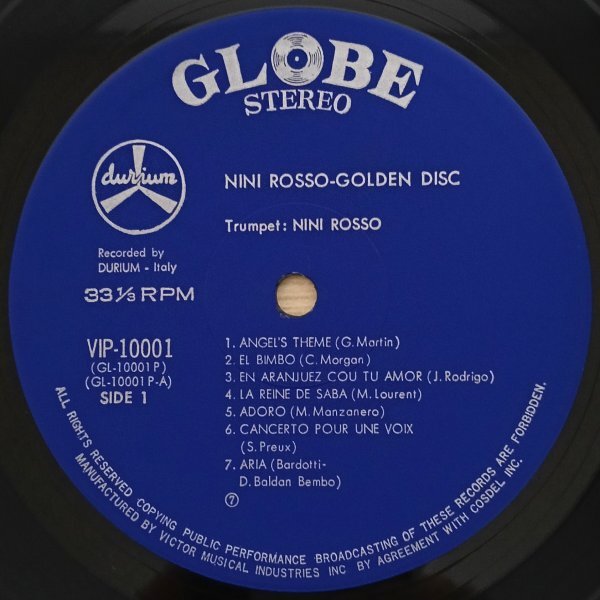 GLOBE
STEREO
durium
NINI ROSSO-GOLDEN DISC
Trumpet: NINI ROSSO
Recorded by
DURIUM - Italy
33 1/3 RPM
VIP-10001
(GL-10001 P)
(GL-10001 P-A)
SIDE 1
1. ANGEL'S THEME (G. Martin)
2. EL BIMBO (C. Morgan)
3. EN ARANJUEZ COU TU AMOR (J. Rodrigo)
4. LA REINE DE SABA (M. Lourent)
5. ADORO (M. Manzanero)
6. CANCERTO POUR UNE VOIX
(S. Preux)
7. ARIA (Bardotti-
D. Baldan Bembo)
⑦
ALL RIGHTS RESERVED COPYING PUBLIC PERFORMANCE BROADCASTING OF THESE RECORDS ARE FORBIDDEN.
MANUFACTURED BY VICTOR MUSICAL INDUSTRIES INC BY AGREEMENT WITH COSDEL INC.